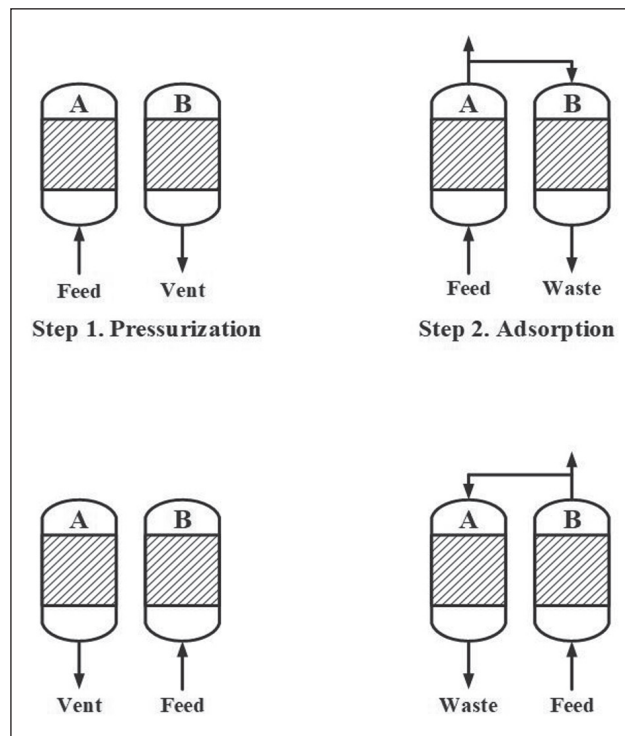 A B
Feed Vent
Step 1. Pressurization
A B
Feed Waste
Step 2. Adsorption
A B
Vent Feed
A B
Waste Feed